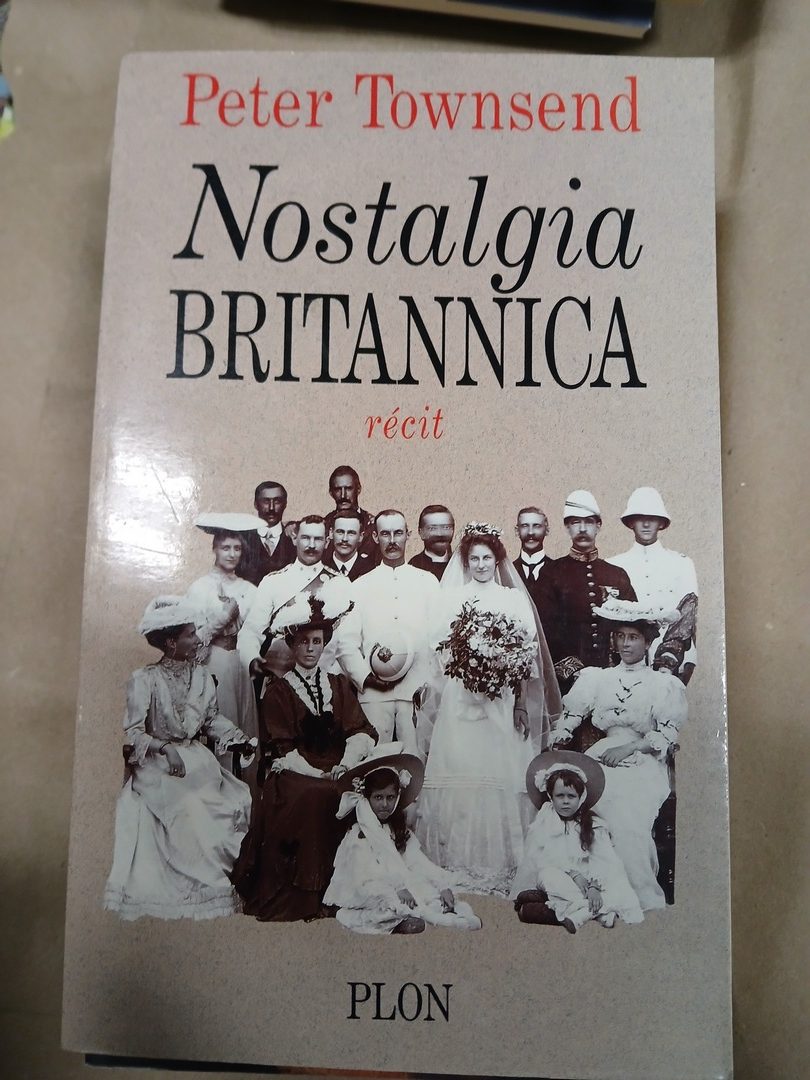 Peter Townsend
Nostalgia
BRITANNICA
récit
PLON